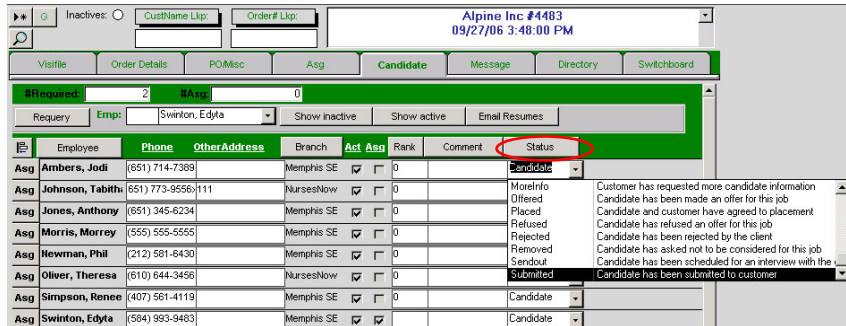 Inactives: CustName Lkp: Order# Lkp: Alpine Inc #4483
09/27/06 3:48:00 PM
Visifile Order Details PO/Misc Asg Candidate Message Directory Switchboard
#Required: 2 #Asg: 0
Requery Emp: Swinton, Edyta Show inactive Show active Email Resumes
Employee Phone OtherAddress Branch Act Asg Rank Comment Status
Asg Ambers, Jodi (651) 714-7389 Memphis SE 0 Candidate
Asg Johnson, Tabitha 651) 773-9556> 111 NursesNow 0
MoreInfo Customer has requested more candidate information
Offered Candidate has been made an offer for this job
Asg Jones, Anthony (651) 345-6234 Memphis SE 0
Placed Candidate and customer have agreed to placement
Refused Candidate has refused an offer for this job
Asg Morris, Morrey (555) 555-5555 Memphis SE 0
Rejected Candidate has been rejected by the client
Asg Newman, Phil (212) 581-6430 Memphis SE 0
Removed Candidate has asked not to be considered for this job
Sendout Candidate has been scheduled for an interview with the
Asg Oliver, Theresa (610) 644-3456 NursesNow 0
Submitted Candidate has been submitted to customer
Asg Simpson, Renee (407) 561-4119 Memphis SE 0 Candidate
Asg Swinton, Edyta (584) 993-9483 Memphis SE Candidate